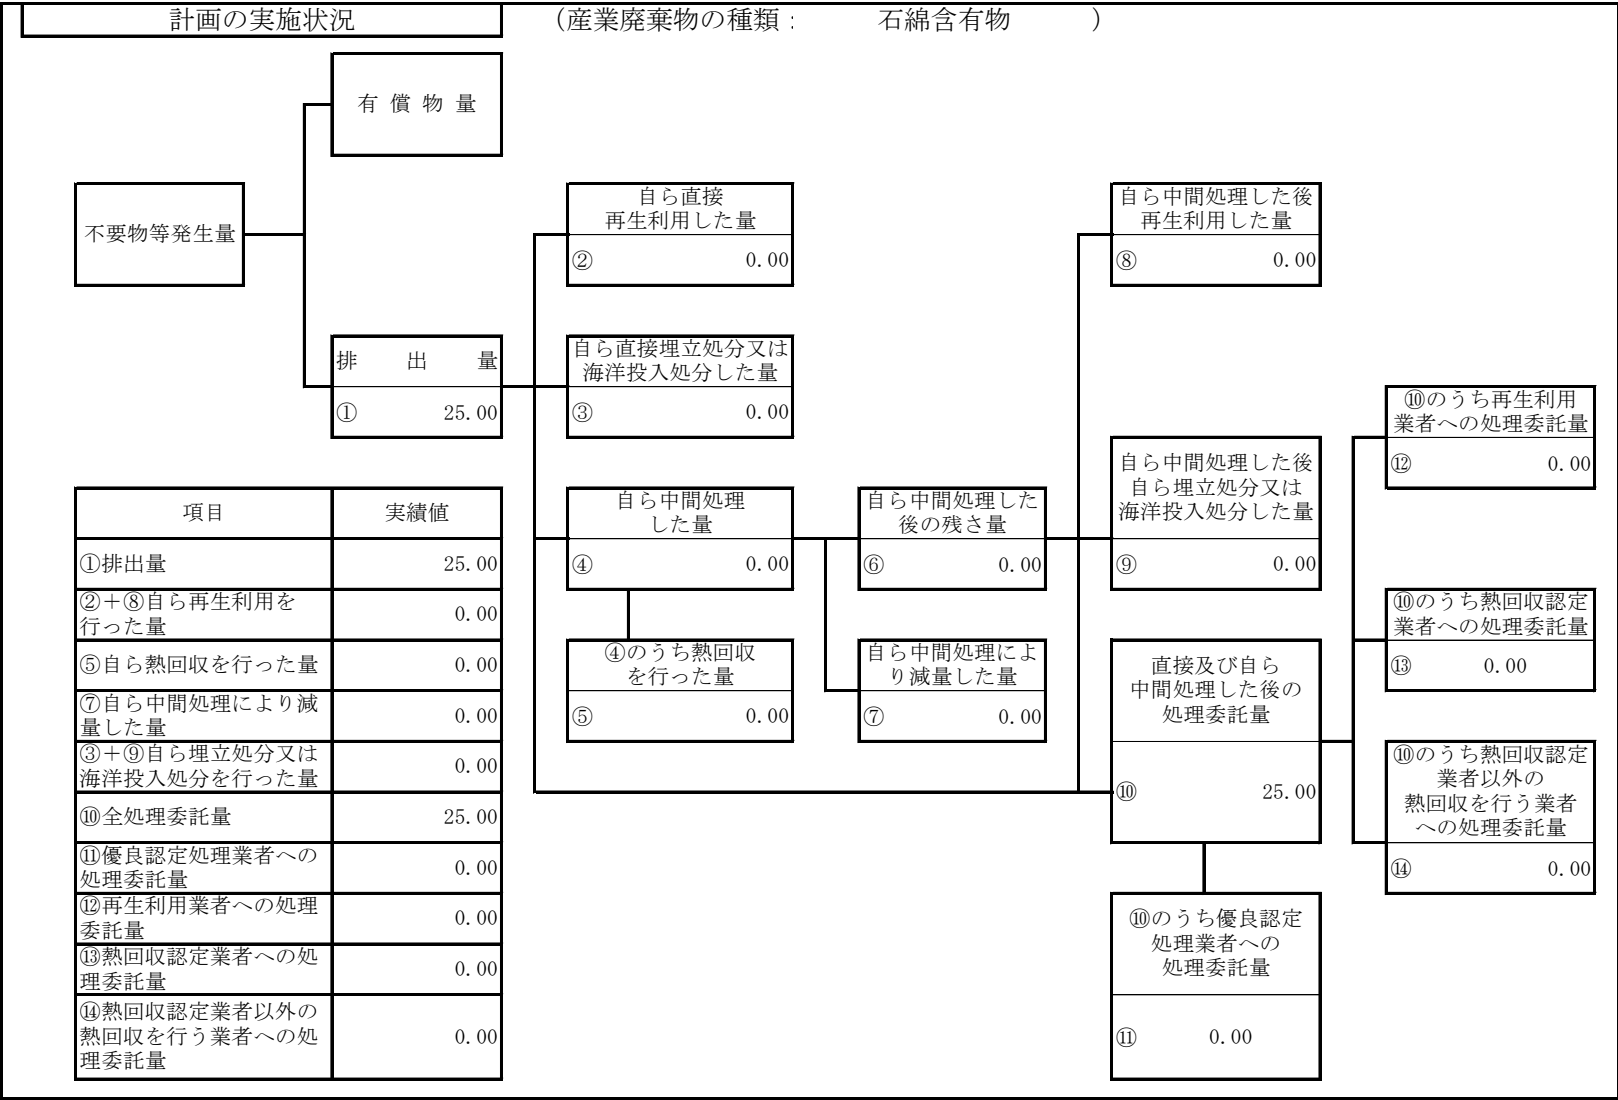 計画の実施状況
（産業廃棄物の種類： 石綿含有物 ）
有償物量
不要物等発生量
自ら直接
再生利用した量
② 0.00
自ら中間処理した後
再生利用した量
⑧ 0.00
排出量
① 25.00
自ら直接埋立処分又は
海洋投入処分した量
③ 0.00
⑩のうち再生利用
業者への処理委託量
⑫ 0.00
自ら中間処理
した量
④ 0.00
自ら中間処理した
後の残さ量
⑥ 0.00
自ら中間処理した後
自ら埋立処分又は
海洋投入処分した量
⑨ 0.00
⑩のうち熱回収認定
業者への処理委託量
⑬ 0.00
④のうち熱回収
を行った量
⑤ 0.00
自ら中間処理によ
り減量した量
⑦ 0.00
直接及び自ら
中間処理した後の
処理委託量
⑩ 25.00
⑩のうち熱回収認定
業者以外の
熱回収を行う業者
への処理委託量
⑭ 0.00
⑩のうち優良認定
処理業者への
処理委託量
⑪ 0.00
項目 実績値
①排出量 25.00
②＋⑧自ら再生利用を
行った量 0.00
⑤自ら熱回収を行った量 0.00
⑦自ら中間処理により減
量した量 0.00
③＋⑨自ら埋立処分又は
海洋投入処分を行った量 0.00
⑩全処理委託量 25.00
⑪優良認定処理業者への
処理委託量 0.00
⑫再生利用業者への処理
委託量 0.00
⑬熱回収認定業者への処
理委託量 0.00
⑭熱回収認定業者以外の
熱回収を行う業者への処
理委託量 0.00